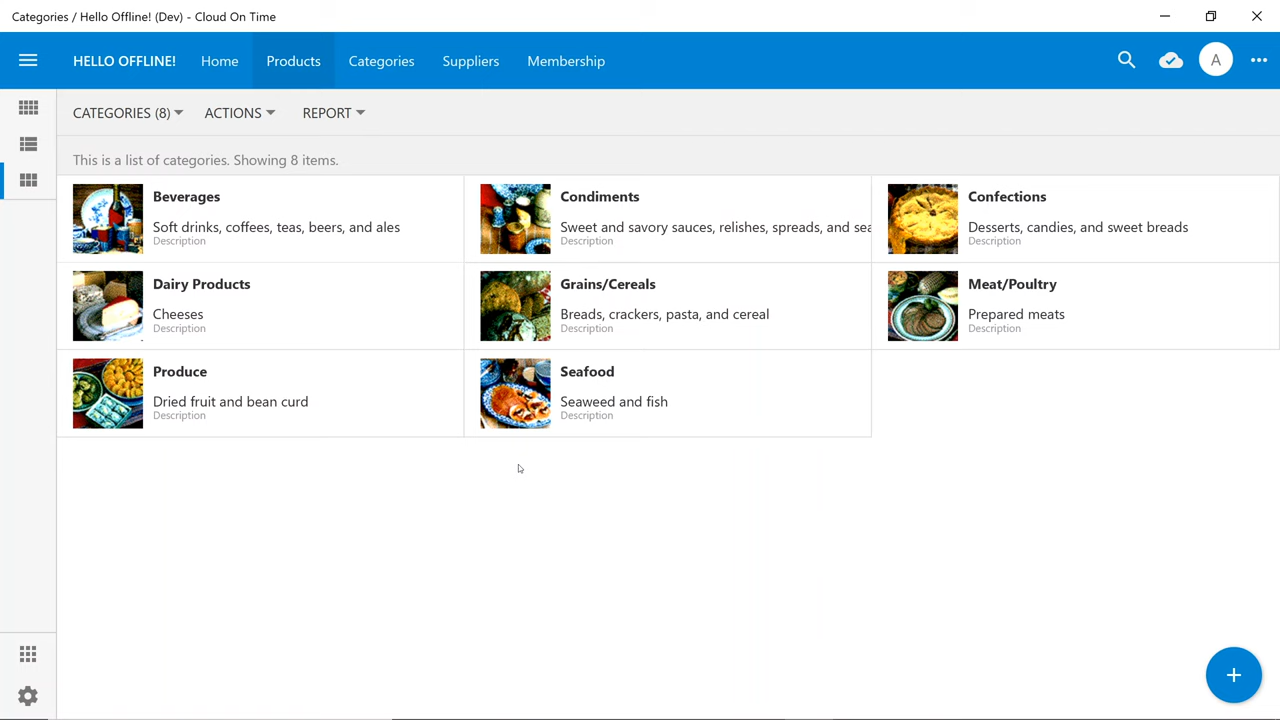 Categories / Hello Offline! (Dev) - Cloud On Time
HELLO OFFLINE! Home Products Categories Suppliers Membership A
CATEGORIES (8) ACTIONS REPORT
This is a list of categories. Showing 8 items.
Beverages
Soft drinks, coffees, teas, beers, and ales
Description
Condiments
Sweet and savory sauces, relishes, spreads, and sea
Description
Confections
Desserts, candies, and sweet breads
Description
Dairy Products
Cheeses
Description
Grains/Cereals
Breads, crackers, pasta, and cereal
Description
Meat/Poultry
Prepared meats
Description
Produce
Dried fruit and bean curd
Description
Seafood
Seaweed and fish
Description